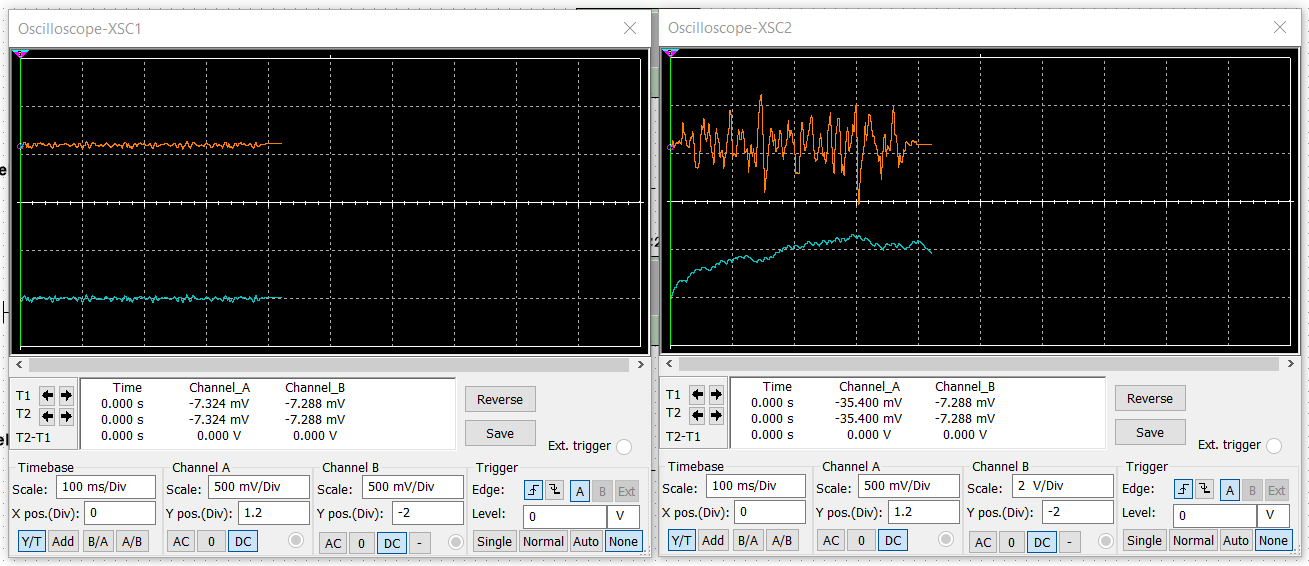 Oscilloscope-XSC1
T1
T2
T2-T1
Time Channel_A Channel_B
0.000 s -7.324 mV -7.288 mV
0.000 s -7.324 mV -7.288 mV
0.000 s 0.000 V 0.000 V
Reverse
Save
Ext. trigger
Timebase
Scale: 100 ms/Div
X pos.(Div): 0
Y/T Add B/A A/B
Channel A
Scale: 500 mV/Div
Y pos.(Div): 1.2
AC 0 DC
Channel B
Scale: 500 mV/Div
Y pos.(Div): -2
AC 0 DC -
Trigger
Edge: A B Ext
Level: 0 V
Single Normal Auto None
Oscilloscope-XSC2
T1
T2
T2-T1
Time Channel_A Channel_B
0.000 s -35.400 mV -7.288 mV
0.000 s -35.400 mV -7.288 mV
0.000 s 0.000 V 0.000 V
Reverse
Save
Ext. trigger
Timebase
Scale: 100 ms/Div
X pos.(Div): 0
Y/T Add B/A A/B
Channel A
Scale: 500 mV/Div
Y pos.(Div): 1.2
AC 0 DC
Channel B
Scale: 2 V/Div
Y pos.(Div): -2
AC 0 DC -
Trigger
Edge: A B Ext
Level: 0 V
Single Normal Auto None